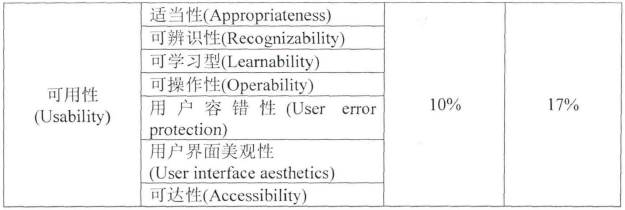 适当性(Appropriateness)
可辨识性(Recognizability)
可学习型(Learnability)
可操作性(Operability)
可用性
(Usability)
用户容错性(User error
protection)
10%
17%
用户界面美观性
(User interface aesthetics)
可达性(Accessibility)